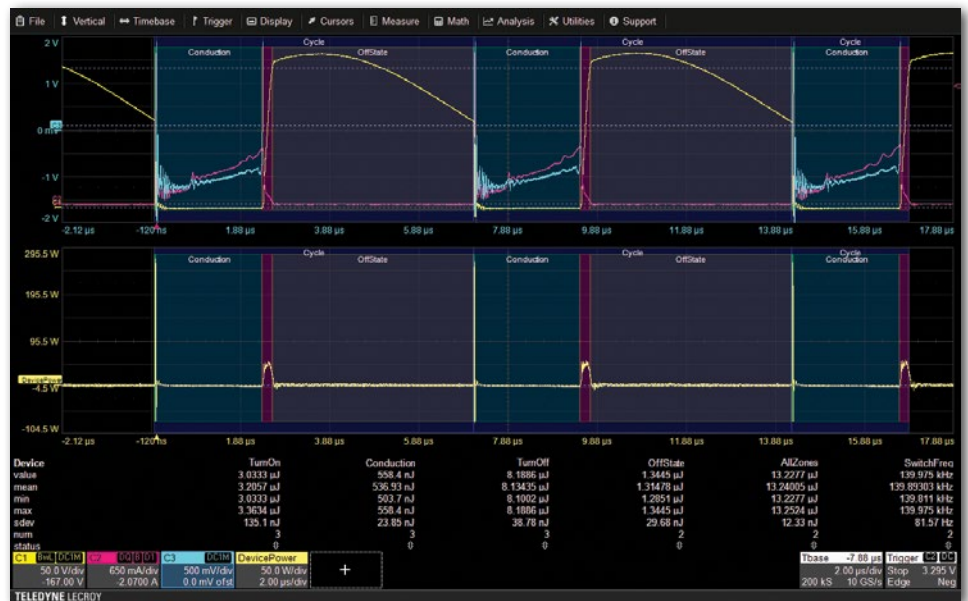 File Vertical Timebase Trigger Display Cursors Measure Math Analysis Utilities Support
2 V
Cycle Cycle Cycle
Conduction OffState Conduction OffState Conduction
1 V
C3
0 mV
-1 V
-2 V
-2.12 µs -120 ns 1.88 µs 3.88 µs 5.88 µs 7.88 µs 9.88 µs 11.88 µs 13.88 µs 15.88 µs 17.88 µs
295.5 W
Cycle Cycle Cycle
Conduction OffState Conduction OffState Conduction
195.5 W
95.5 W
DevicePower
-4.5 W
-104.5 W
-2.12 µs -120 ns 1.88 µs 3.88 µs 5.88 µs 7.88 µs 9.88 µs 11.88 µs 13.88 µs 15.88 µs 17.88 µs
Device TurnOn Conduction TurnOff OffState AllZones SwitchFreq
value 3.0333 µJ 558.4 nJ 8.1886 µJ 1.3445 µJ 13.2277 µJ 139.975 kHz
mean 3.2057 µJ 536.93 nJ 8.13435 µJ 1.31478 µJ 13.24005 µJ 139.89303 kHz
min 3.0333 µJ 503.7 nJ 8.1002 µJ 1.2851 µJ 13.2277 µJ 139.811 kHz
max 3.3634 µJ 558.4 nJ 8.1886 µJ 1.3445 µJ 13.2524 µJ 139.975 kHz
sdev 135.1 nJ 23.85 nJ 38.78 nJ 29.68 nJ 12.33 nJ 81.57 Hz
num 3 3 3 2 2 2
status 0 0 0 0 0 0
C1 BwL DC1M C2 DQ B D1 C3 DC1M DevicePower Tbase -7.88 µs Trigger C2 DC
50.0 V/div 650 mA/div 500 mV/div 50.0 W/div + 2.00 µs/div Stop 3.295 V
-167.00 V -2.0700 A 0.0 mV ofst 2.00 µs/div 200 kS 10 GS/s Edge Neg
TELEDYNE LECROY